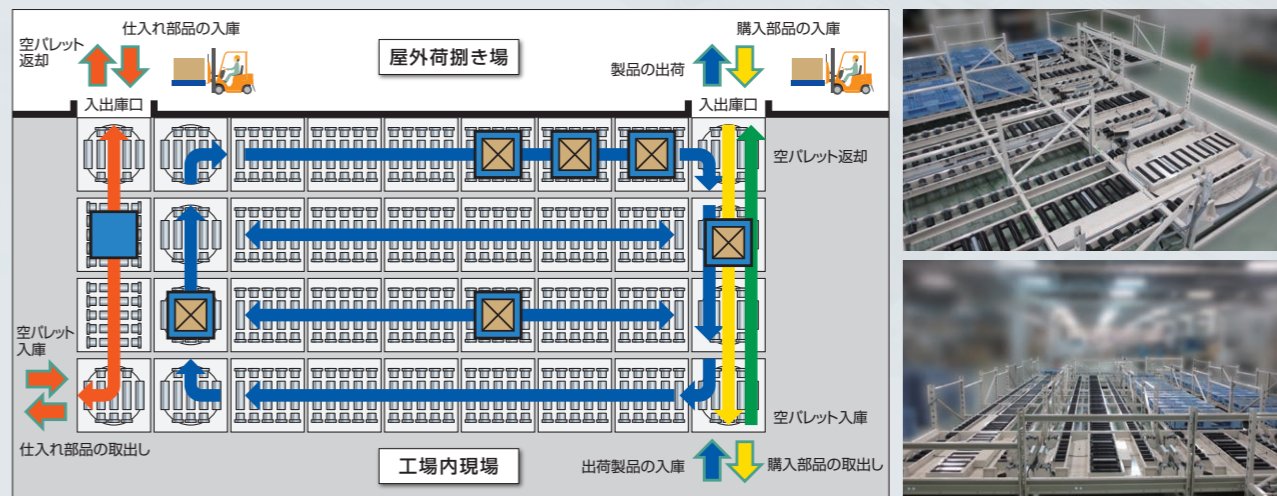 仕入れ部品の入庫
空パレット
返却
屋外荷捌き場
購入部品の入庫
製品の出荷
入出庫口
入出庫口
空パレット返却
空パレット
入庫
空パレット入庫
仕入れ部品の取出し
工場内現場
出荷製品の入庫
購入部品の取出し